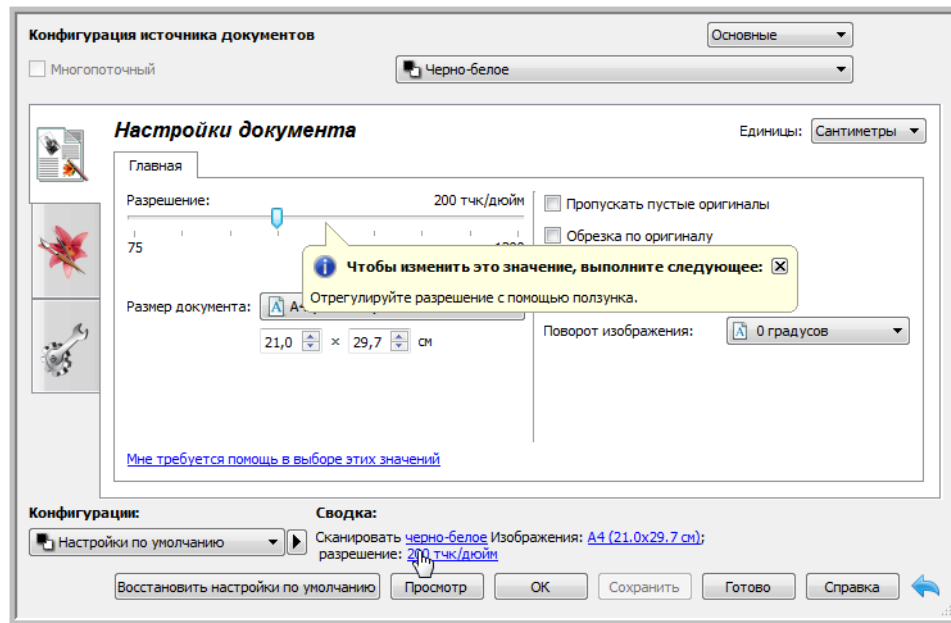 Конфигурация источника документов
Основные
Многопоточный
Черно-белое
Настройки документа
Единицы: Сантиметры
Главная
Разрешение: 200 тчк/дюйм
75
Пропускать пустые оригиналы
Обрезка по оригиналу
Чтобы изменить это значение, выполните следующее:
Отрегулируйте разрешение с помощью ползунка.
Размер документа:
21,0 × 29,7 см
Поворот изображения: 0 градусов
Мне требуется помощь в выборе этих значений
Конфигурации:
Настройки по умолчанию
Сводка:
Сканировать черно-белое Изображения: A4 (21.0x29.7 см);
разрешение: 200 тчк/дюйм
Восстановить настройки по умолчанию Просмотр OK Сохранить Готово Справка